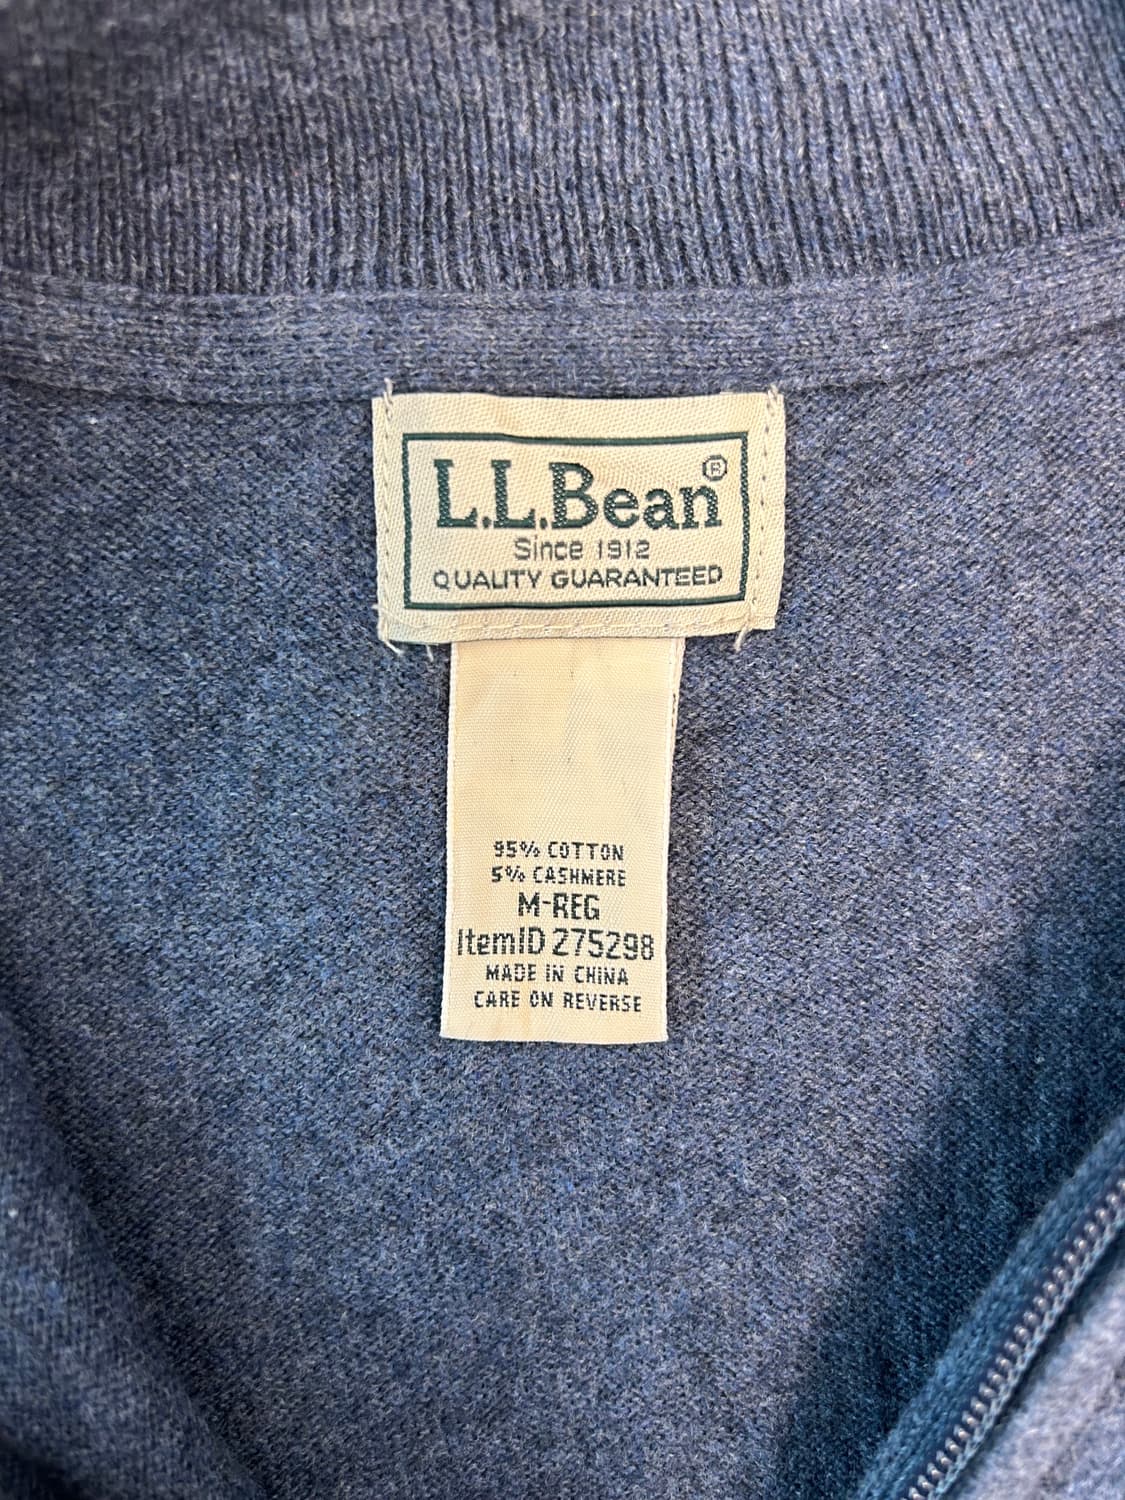 L.L.Bean®
Since 1912
QUALITY GUARANTEED
95% COTTON
5% CASHMERE
M-REG
ItemID 275298
MADE IN CHINA
CARE ON REVERSE